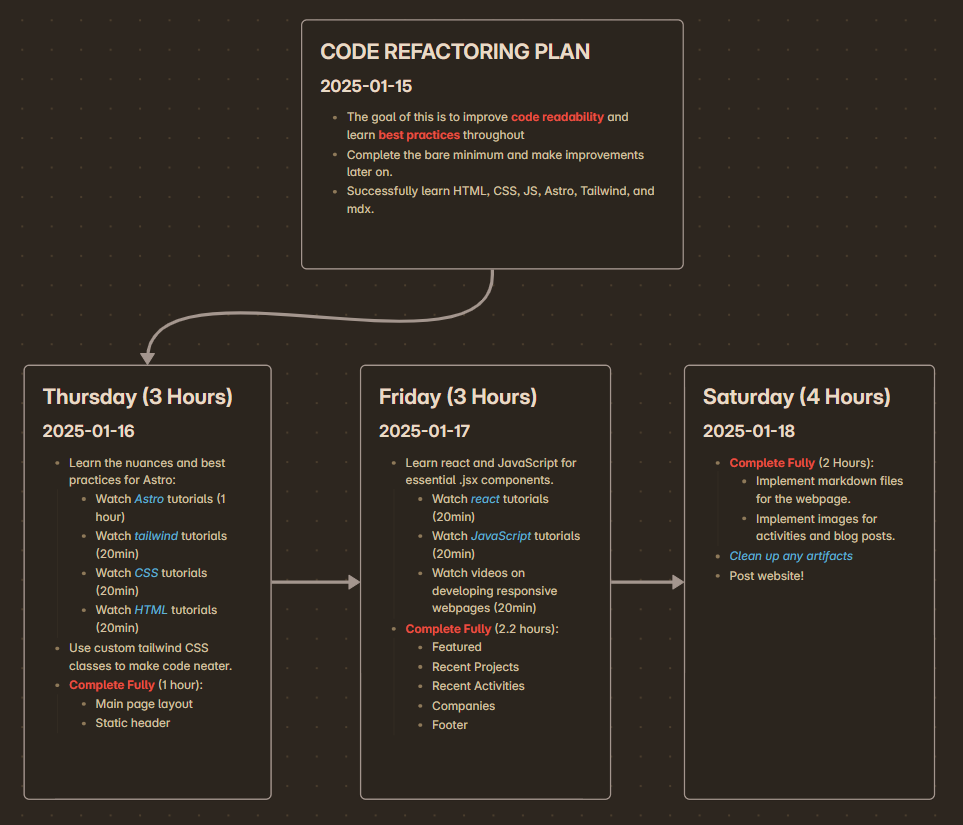 CODE REFACTORING PLAN
2025-01-15
The goal of this is to improve code readability and
learn best practices throughout
Complete the bare minimum and make improvements
later on.
Successfully learn HTML, CSS, JS, Astro, Tailwind, and
mdx.
Thursday (3 Hours)
2025-01-16
Learn the nuances and best
practices for Astro:
Watch Astro tutorials (1
hour)
Watch tailwind tutorials
(20min)
Watch CSS tutorials
(20min)
Watch HTML tutorials
(20min)
Use custom tailwind CSS
classes to make code neater.
Complete Fully (1 hour):
Main page layout
Static header
Friday (3 Hours)
2025-01-17
Learn react and JavaScript for
essential .jsx components.
Watch react tutorials
(20min)
Watch JavaScript tutorials
(20min)
Watch videos on
developing responsive
webpages (20min)
Complete Fully (2.2 hours):
Featured
Recent Projects
Recent Activities
Companies
Footer
Saturday (4 Hours)
2025-01-18
Complete Fully (2 Hours):
Implement markdown files
for the webpage.
Implement images for
activities and blog posts.
Clean up any artifacts
Post website!